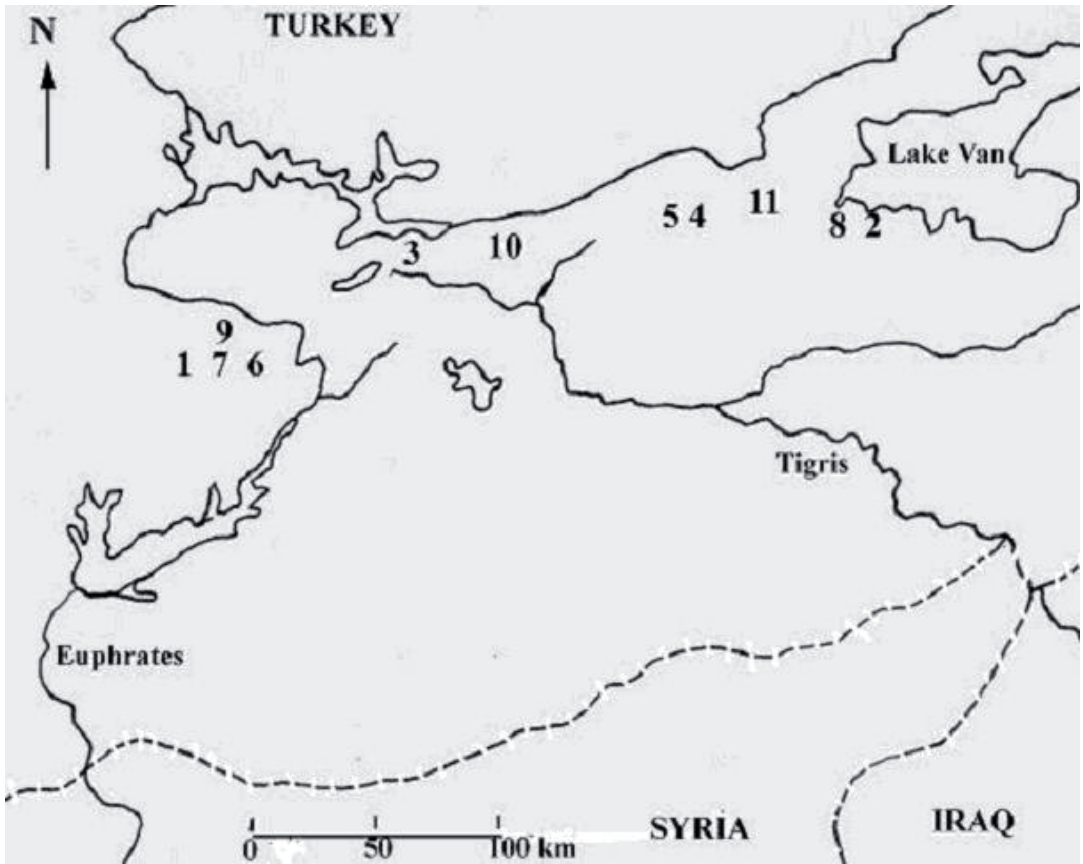 TURKEY
N
Lake Van
5 4
11
8 2
3
10
9
1 7 6
Tigris
Euphrates
SYRİA
IRAQ
0 50 100 km